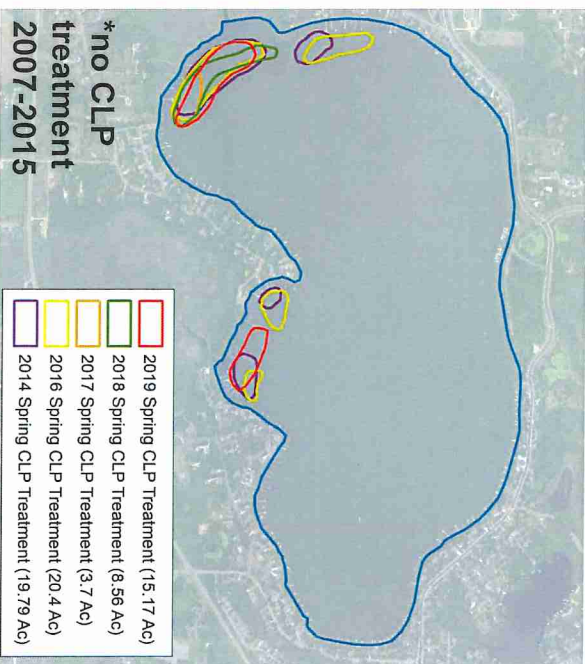 *no CLP
treatment
2007-2015
2019 Spring CLP Treatment (15.17 Ac)
2018 Spring CLP Treatment (8.56 Ac)
2017 Spring CLP Treatment (3.7 Ac)
2016 Spring CLP Treatment (20.4 Ac)
2014 Spring CLP Treatment (19.79 Ac)